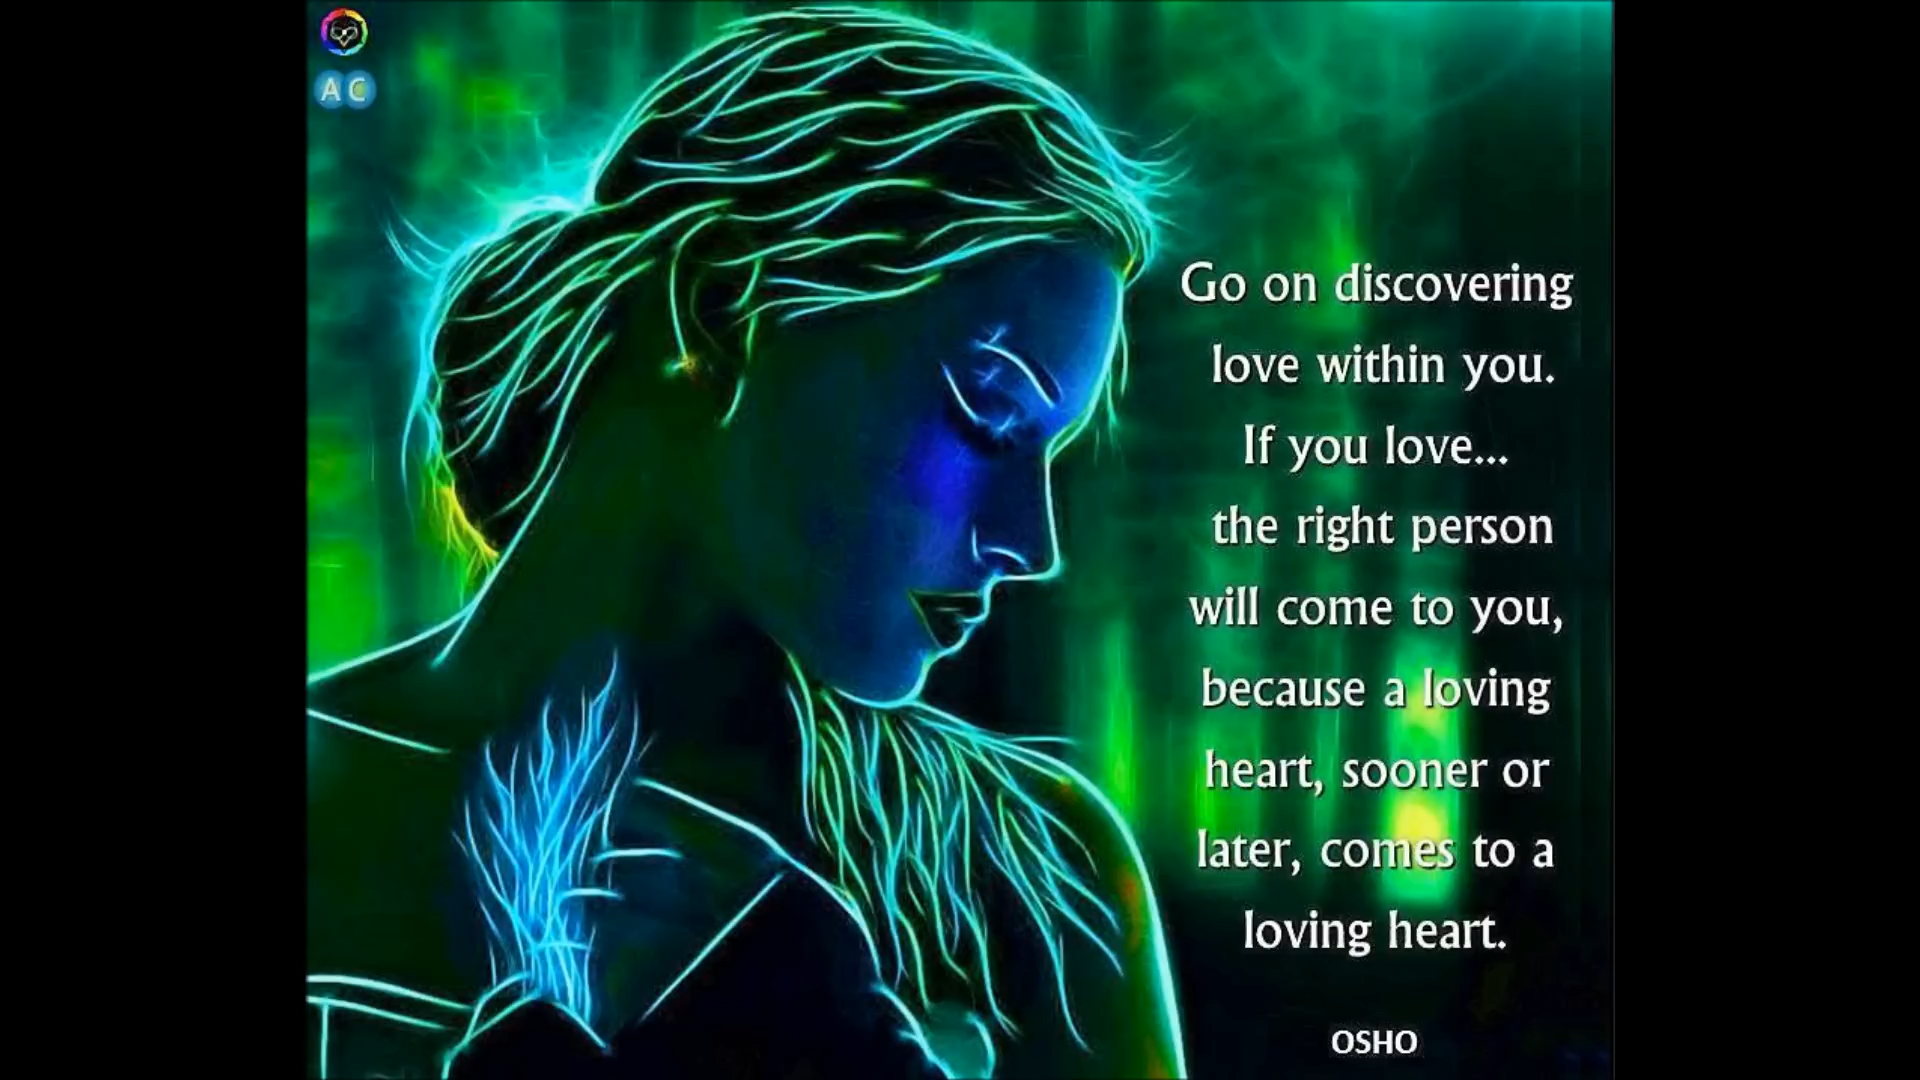 A C
Go on discovering
love within you.
If you love...
the right person
will come to you,
because a loving
heart, sooner or
later, comes to a
loving heart.
OSHO